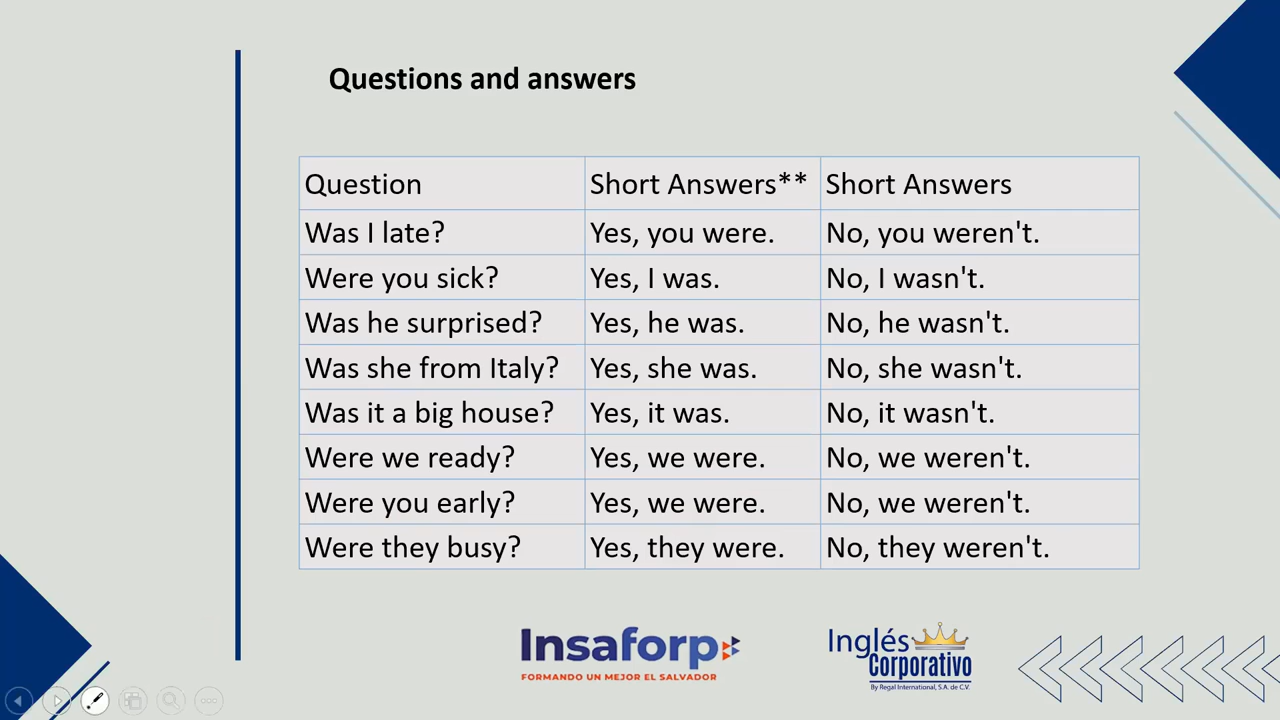 Questions and answers
Question Short Answers** Short Answers
Was I late? Yes, you were. No, you weren't.
Were you sick? Yes, I was. No, I wasn't.
Was he surprised? Yes, he was. No, he wasn't.
Was she from Italy? Yes, she was. No, she wasn't.
Was it a big house? Yes, it was. No, it wasn't.
Were we ready? Yes, we were. No, we weren't.
Were you early? Yes, we were. No, we weren't.
Were they busy? Yes, they were. No, they weren't.
Insaforp
FORMANDO UN MEJOR EL SALVADOR
Inglés
Corporativo
By Regal International, S.A. de C.V.